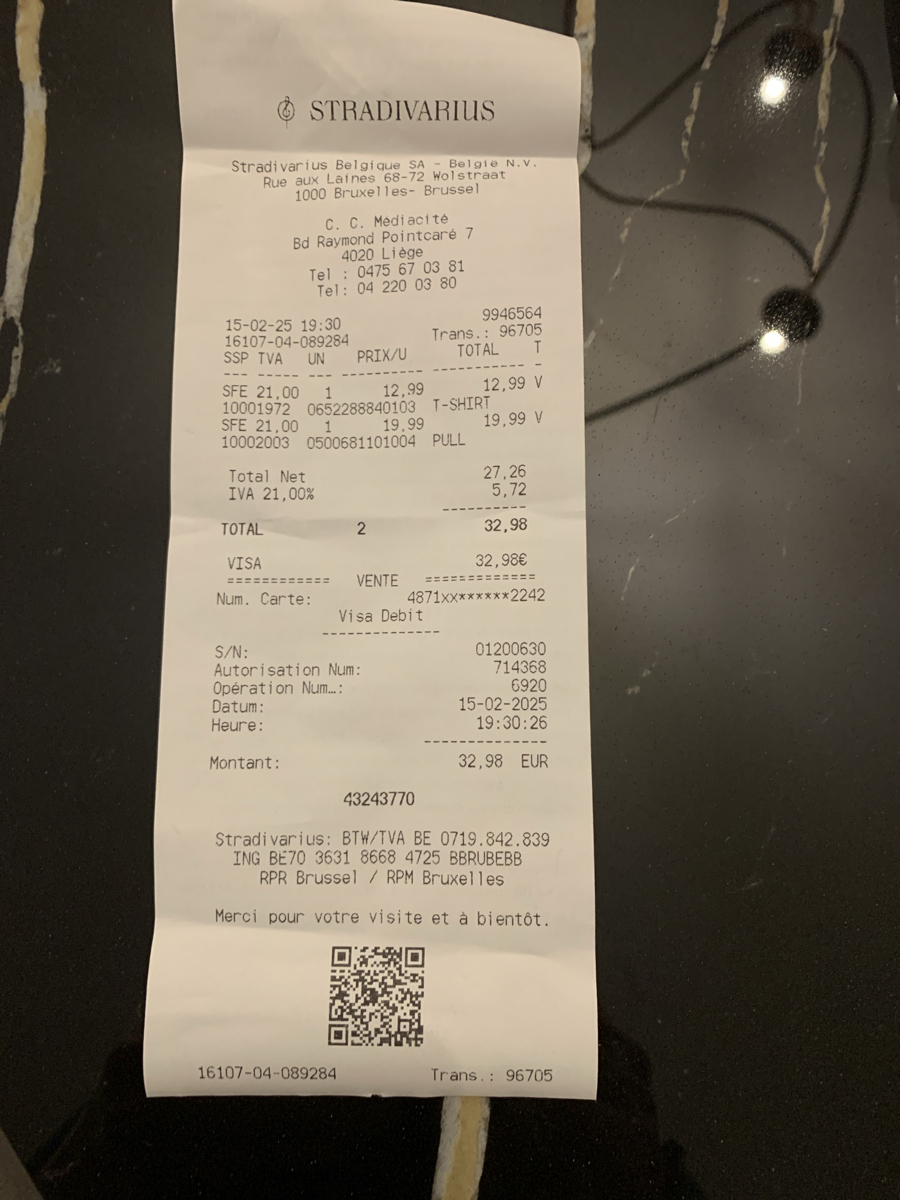 STRADIVARIUS
Stradivarius Belgique SA - Belgie N.V.
Rue aux Laines 68-72 Wolstraat
1000 Bruxelles- Brussel
C. C. Médiacité
Bd Raymond Pointcaré 7
4020 Liège
Tel : 0475 67 03 81
Tel: 04 220 03 80
9946564
15-02-25 19:30
16107-04-089284 Trans.: 96705
SSP TVA UN PRIX/U TOTAL T
--- ----- --- --------- ---------- ---
SFE 21,00 1 12,99 12,99 V
10001972 0652288840103 T-SHIRT
SFE 21,00 1 19,99 19,99 V
10002003 0500681101004 PULL
Total Net 27,26
IVA 21,00% 5,72
----------
TOTAL 2 32,98
VISA 32,98€
============ VENTE =============
Num. Carte: 4871xx******2242
Visa Debit
-------------
S/N: 01200630
Autorisation Num: 714368
Opération Num…: 6920
Datum: 15-02-2025
Heure: 19:30:26
--------------
Montant: 32,98 EUR
43243770
Stradivarius: BTW/TVA BE 0719.842.839
ING BE70 3631 8668 4725 BBRUBEBB
RPR Brussel / RPM Bruxelles
Merci pour votre visite et à bientôt.
16107-04-089284 Trans.: 96705